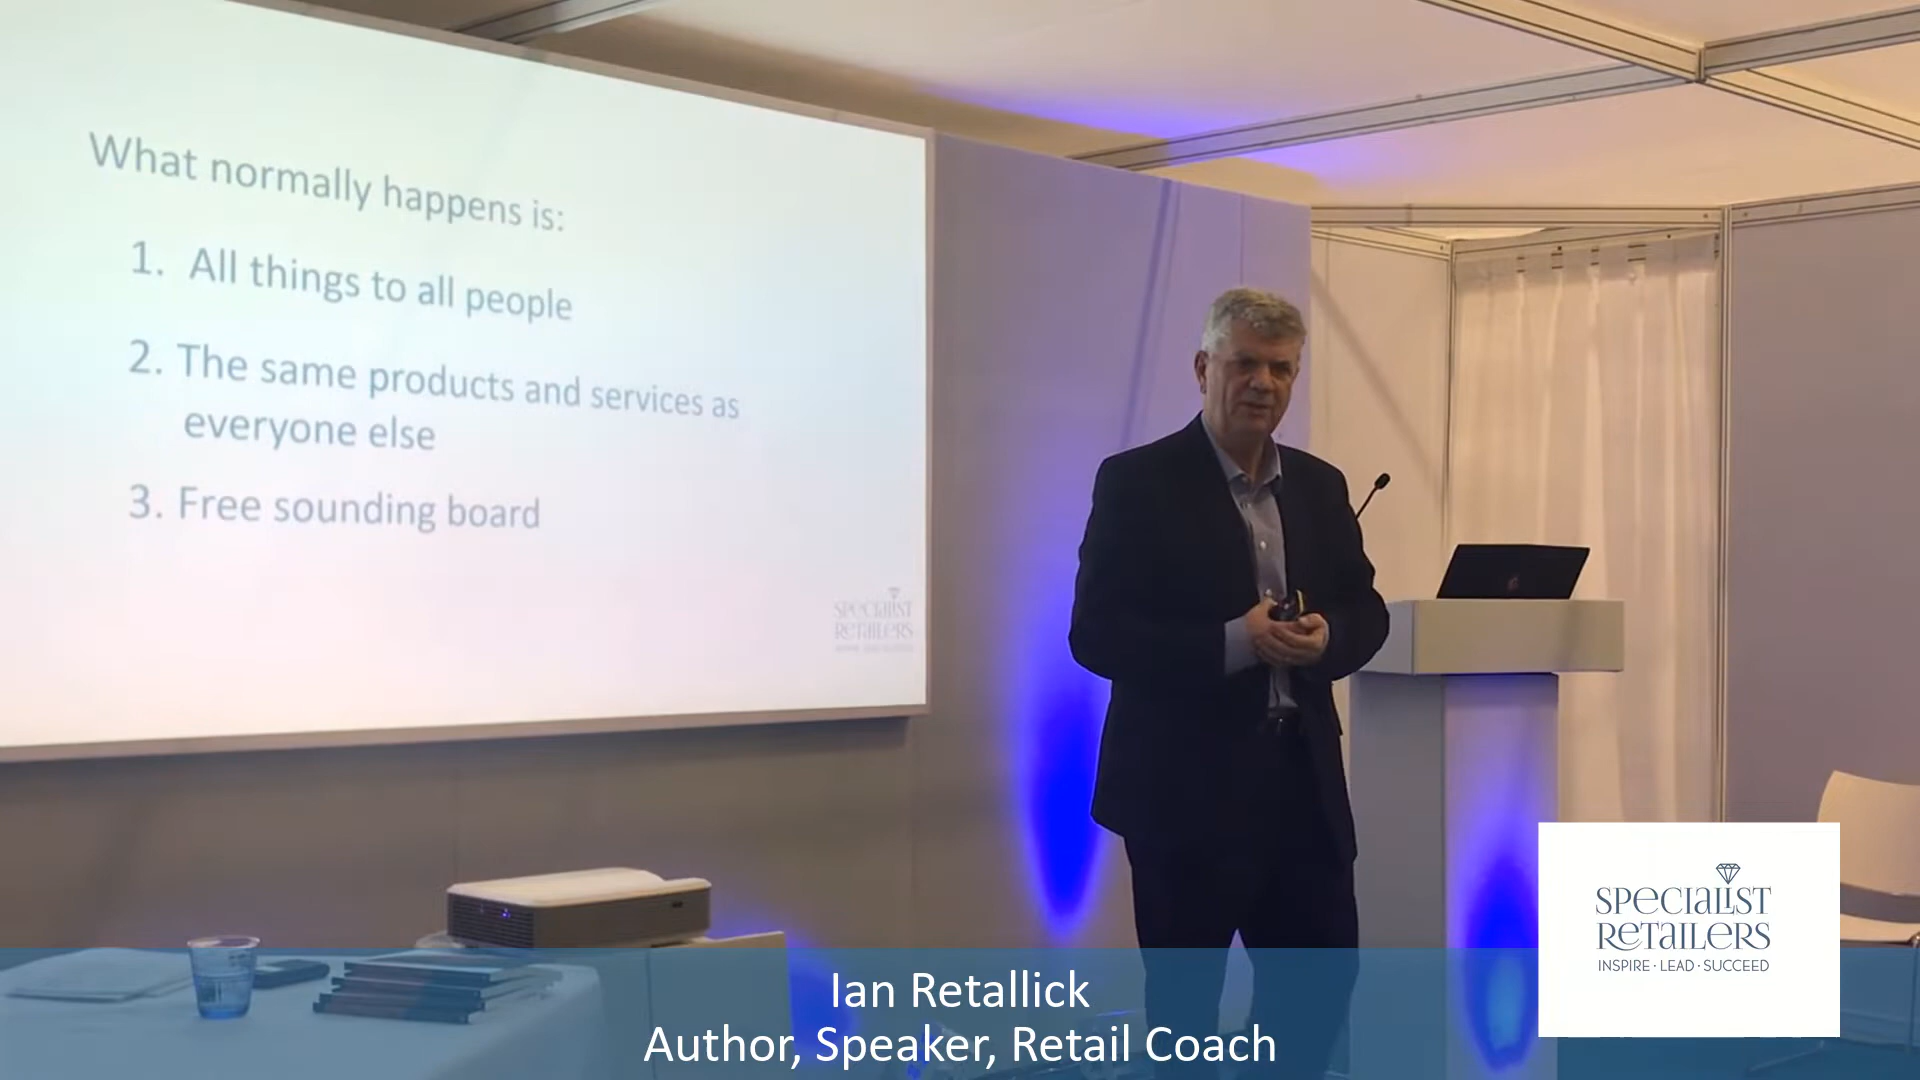 What normally happens is:
1. All things to all people
2. The same products and services as
everyone else
3. Free sounding board
SPECIALIST
RETAILERS
Ian Retallick
Author, Speaker, Retail Coach
SPECIALIST
RETAILERS
INSPIRE · LEAD · SUCCEED